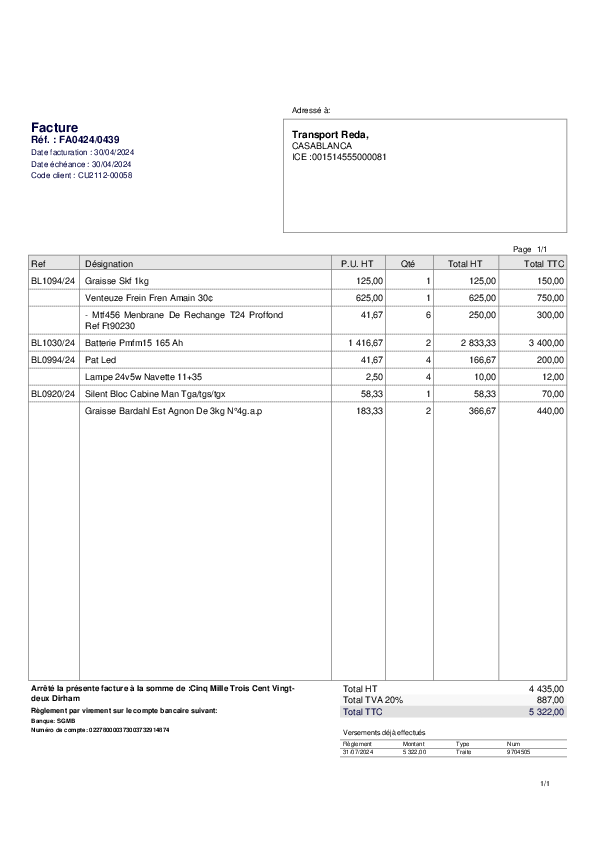 Adressé à:
Facture
Réf. : FA0424/0439
Date facturation : 30/04/2024
Date échéance : 30/04/2024
Code client : CU2112-00058
Transport Reda,
CASABLANCA
ICE :001514555000081
Page 1/1
Ref Désignation P.U. HT Qté Total HT Total TTC
BL1094/24 Graisse Skf 1kg 125,00 1 125,00 150,00
Venteuze Frein Fren Amain 30¢ 625,00 1 625,00 750,00
- Mtf456 Menbrane De Rechange T24 Proffond 41,67 6 250,00 300,00
Ref Ft90230
BL1030/24 Batterie Pmfm15 165 Ah 1 416,67 2 2 833,33 3 400,00
BL0994/24 Pat Led 41,67 4 166,67 200,00
Lampe 24v5w Navette 11+35 2,50 4 10,00 12,00
BL0920/24 Silent Bloc Cabine Man Tga/tgs/tgx 58,33 1 58,33 70,00
Graisse Bardahl Est Agnon De 3kg N°4g.a.p 183,33 2 366,67 440,00
Arrêté la présente facture à la somme de :Cinq Mille Trois Cent Vingt-
deux Dirham
Règlement par virement sur le compte bancaire suivant:
Banque: SGMB
Numéro de compte: 022780000373003732914874
Total HT 4 435,00
Total TVA 20% 887,00
Total TTC 5 322,00
Versements déjà effectués
Règlement Montant Type Num
31/07/2024 5 322,00 Traite 9704505
1/1